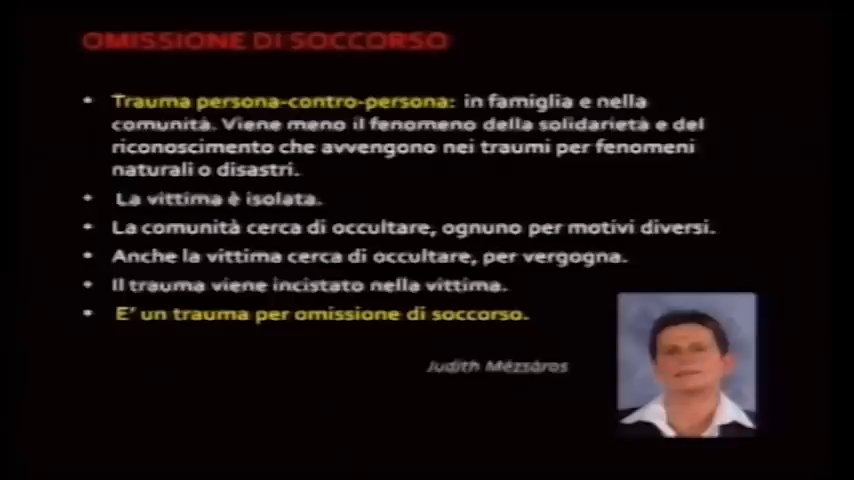 OMISSIONE DI SOCCORSO
• Trauma persona-contro-persona: in famiglia e nella
comunità. Viene meno il fenomeno della solidarietà e del
riconoscimento che avvengono nei traumi per fenomeni
naturali o disastri.
• La vittima è isolata.
• La comunità cerca di occultare, ognuno per motivi diversi.
• Anche la vittima cerca di occultare, per vergogna.
• Il trauma viene incistato nella vittima.
• E’ un trauma per omissione di soccorso.
Judith Mézsáros